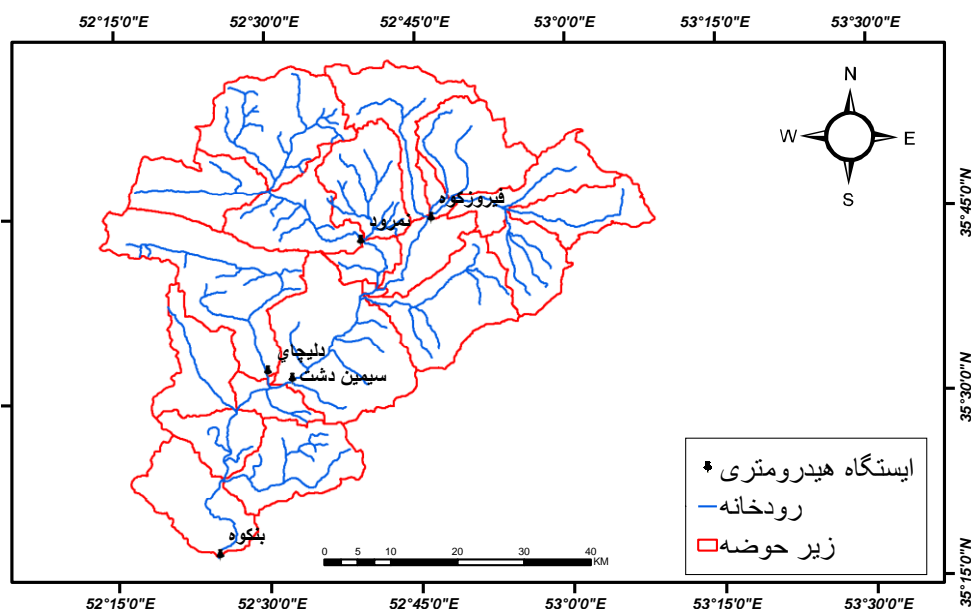 52°15'0"E 52°30'0"E 52°45'0"E 53°0'0"E 53°15'0"E 53°30'0"E
N
W E
S
35°45'0"N
فیروزکوه
نمرود
دلیچاي
سیمین دشت
35°30'0"N
ایستگاه هیدرومتری
رودخانه
زیر حوضه
بنکوه
0 5 10 20 30 40
KM
35°15'0"N
52°15'0"E 52°30'0"E 52°45'0"E 53°0'0"E 53°15'0"E 53°30'0"E